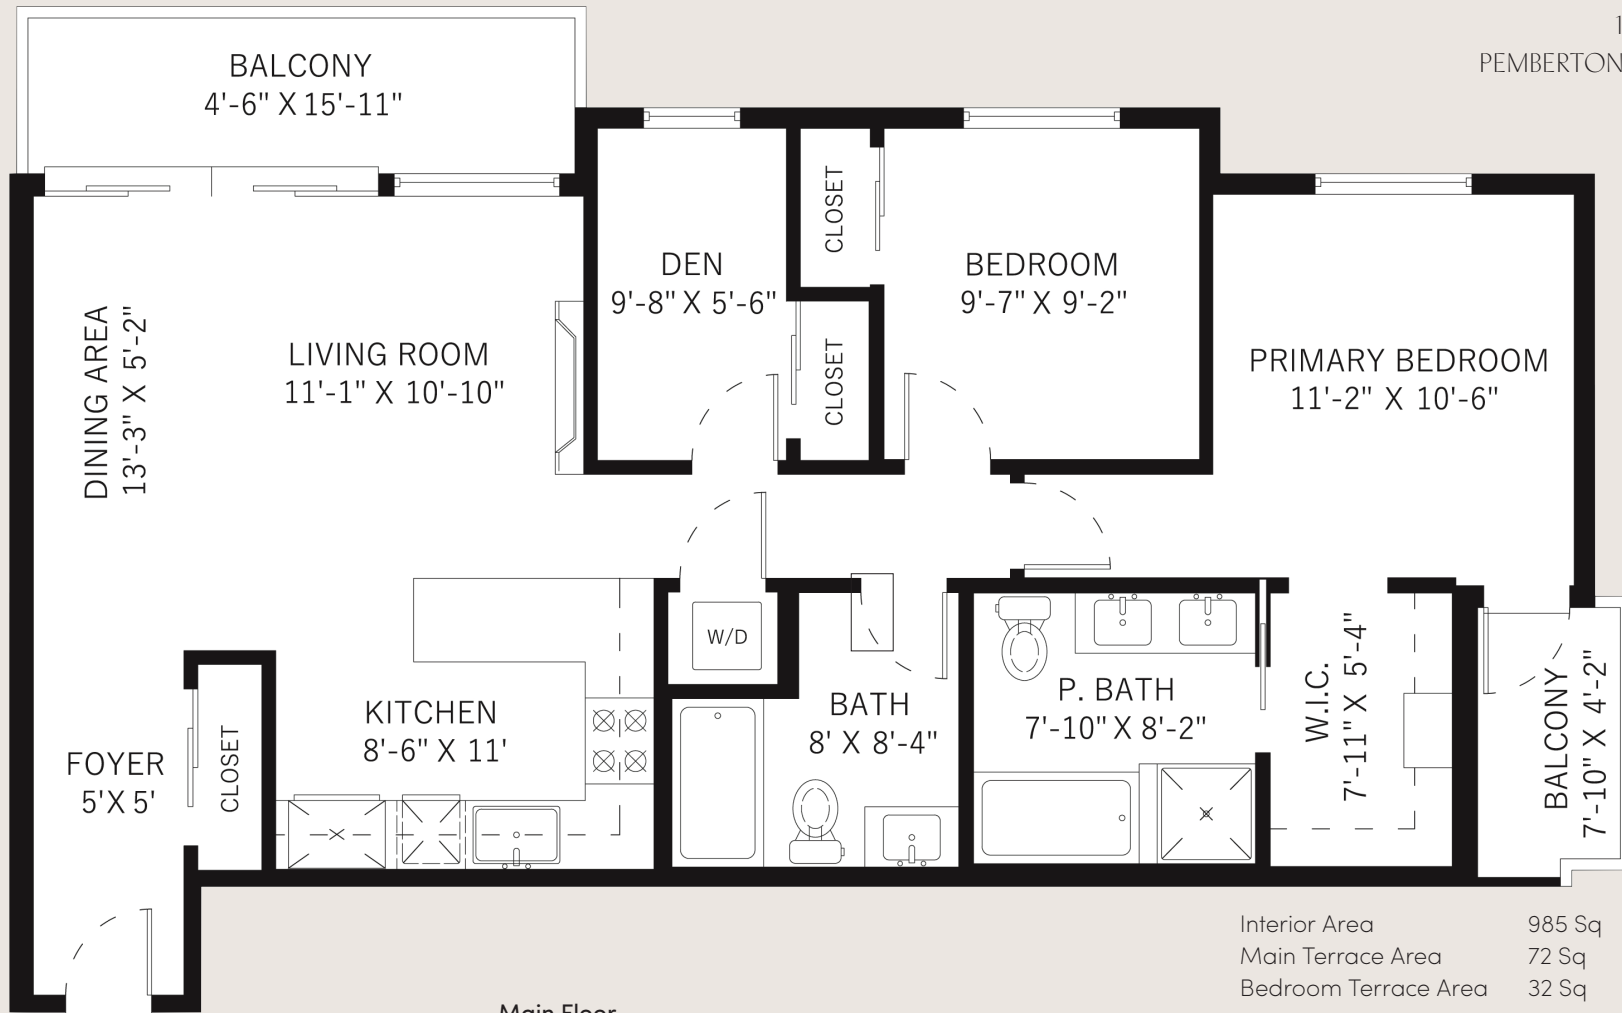 1
PEMBERTON
BALCONY
4'-6" X 15'-11"
DEN
9'-8" X 5'-6"
CLOSET
CLOSET
BEDROOM
9'-7" X 9'-2"
PRIMARY BEDROOM
11'-2" X 10'-6"
DINING AREA
13'-3" X 5'-2"
LIVING ROOM
11'-1" X 10'-10"
W/D
KITCHEN
8'-6" X 11'
BATH
8' X 8'-4"
P. BATH
7'-10" X 8'-2"
W.I.C.
7'-11" X 5'-4"
BALCONY
7'-10" X 4'-2"
FOYER
5'X 5'
CLOSET
Interior Area 985 Sq
Main Terrace Area 72 Sq
Bedroom Terrace Area 32 Sq
Main Floor